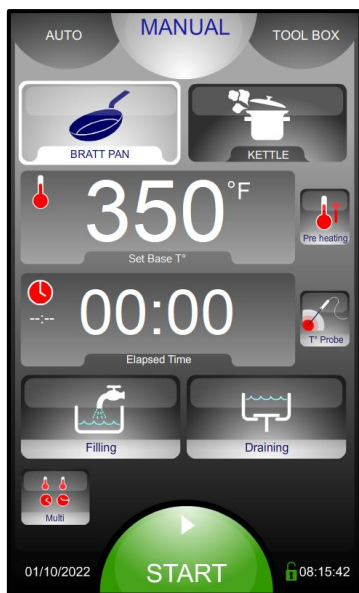 AUTO
MANUAL
TOOL BOX
BRATT PAN
KETTLE
350°F
Set Base T°
Pre heating
--:--
00:00
Elapsed Time
T° Probe
Filling
Draining
Multi
01/10/2022
START
08:15:42